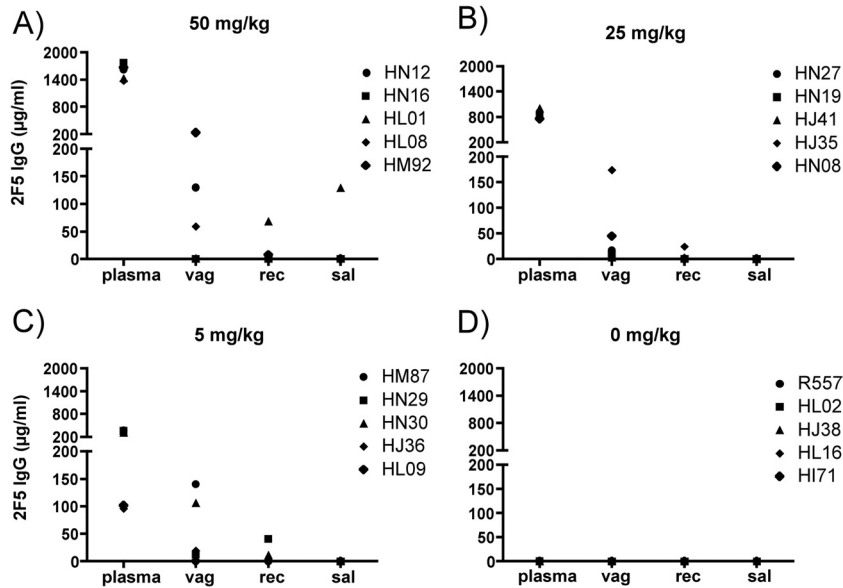 A)
50 mg/kg
2F5 IgG (µg/ml)
2000
1400
800
200
200
150
100
50
0
plasma vag rec sal
HN12
HN16
HL01
HL08
HM92
B)
25 mg/kg
2000
1400
800
200
200
150
100
50
0
plasma vag rec sal
HN27
HN19
HJ41
HJ35
HN08
C)
5 mg/kg
2F5 IgG (µg/ml)
2000
1400
800
200
200
150
100
50
0
plasma vag rec sal
HM87
HN29
HN30
HJ36
HL09
D)
0 mg/kg
2000
1400
800
200
200
150
100
50
0
plasma vag rec sal
R557
HL02
HJ38
HL16
HI71